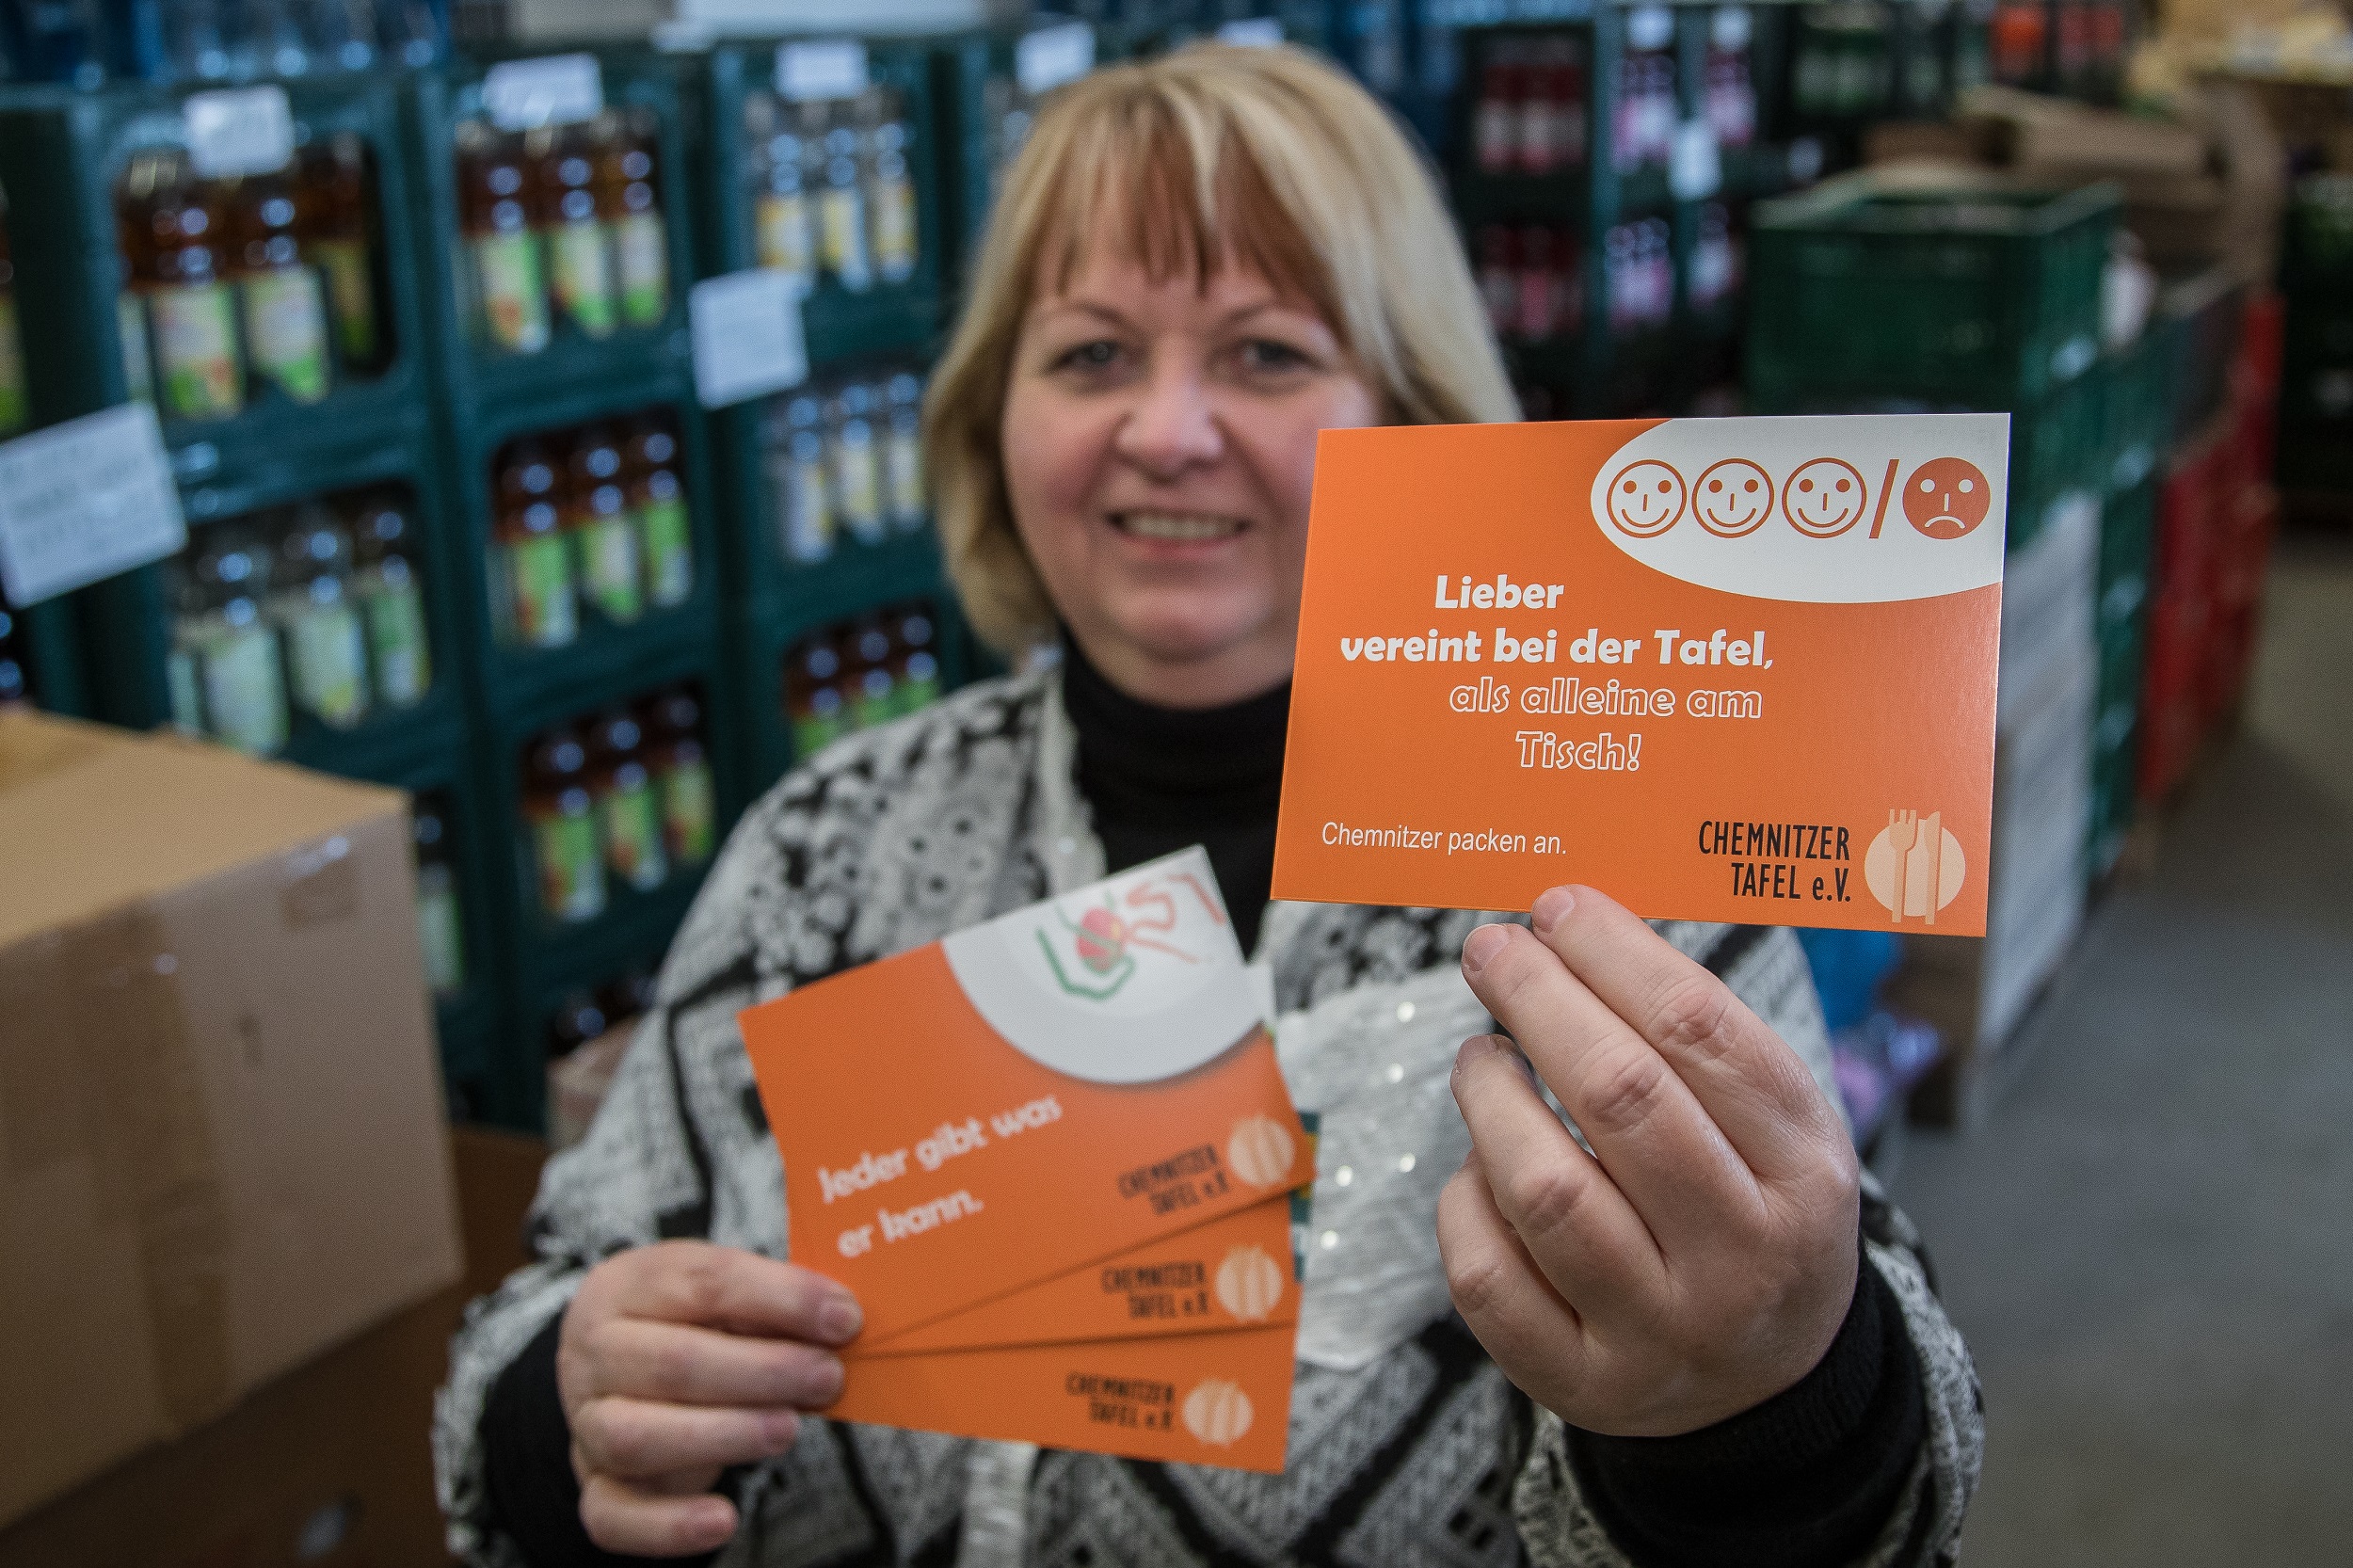 Lieber
vereint bei der Tafel,
als alleine am
Tisch!
Chemnitzer packen an.
CHEMNITZER
TAFEL e.V.
Jeder gibt was
er kann.
CHEMNITZER
TAFEL e.V.
CHEMNITZER
TAFEL e.V.
CHEMNITZER
TAFEL e.V.